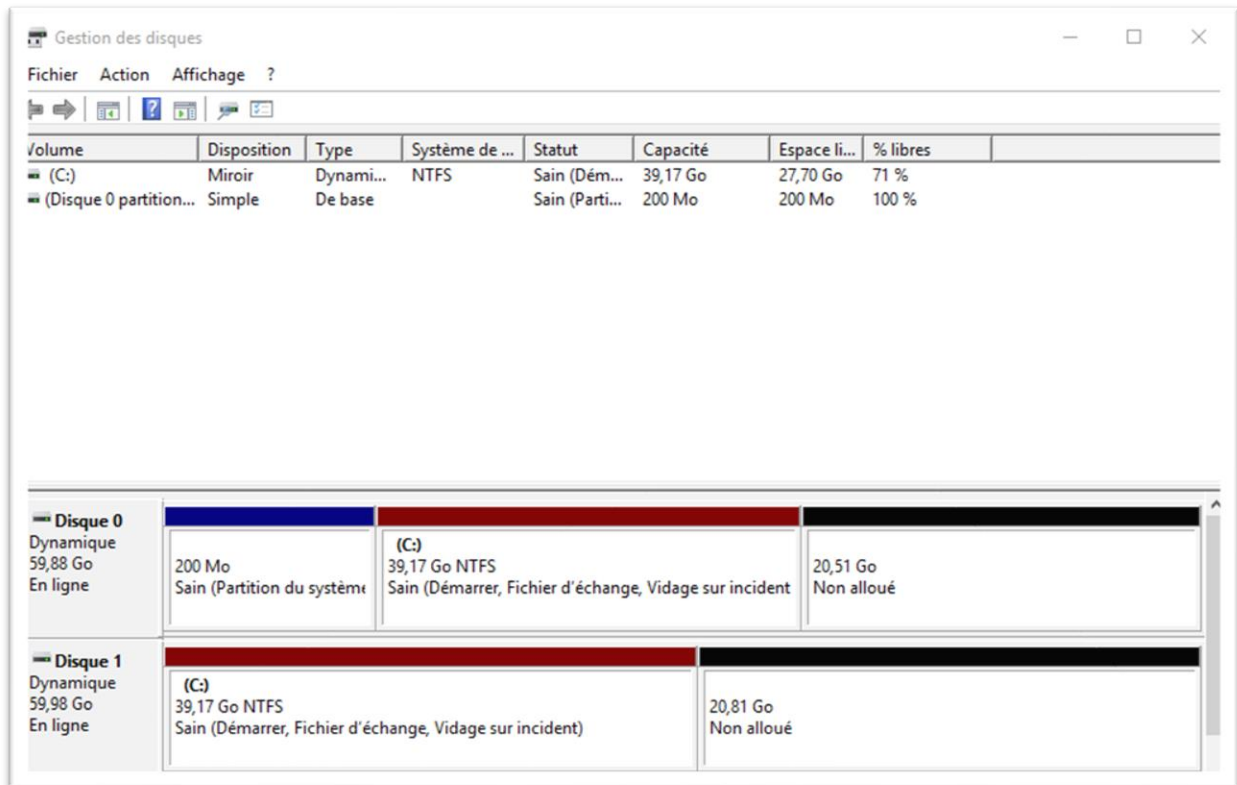 Gestion des disques
Fichier Action Affichage ?
Volume Disposition Type Système de ... Statut Capacité Espace li... % libres
(C:) Miroir Dynami... NTFS Sain (Dém... 39,17 Go 27,70 Go 71 %
(Disque 0 partition... Simple De base Sain (Parti... 200 Mo 200 Mo 100 %
Disque 0
Dynamique
59,88 Go
En ligne
200 Mo
Sain (Partition du système
(C:)
39,17 Go NTFS
Sain (Démarrer, Fichier d'échange, Vidage sur incident
20,51 Go
Non alloué
Disque 1
Dynamique
59,98 Go
En ligne
(C:)
39,17 Go NTFS
Sain (Démarrer, Fichier d'échange, Vidage sur incident)
20,81 Go
Non alloué